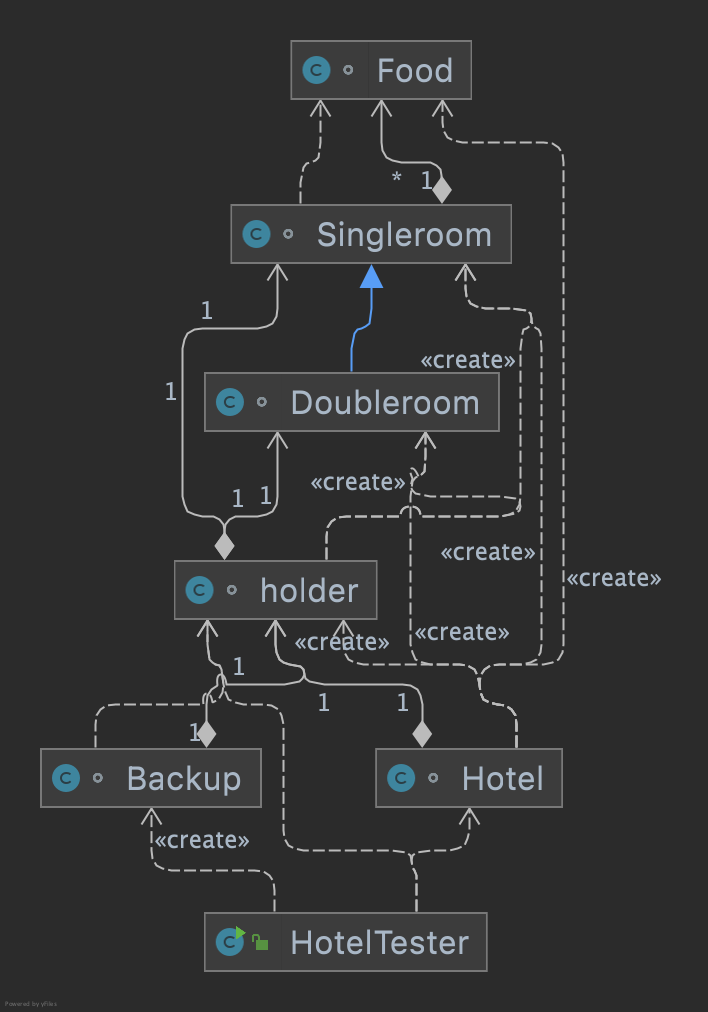 C Food
* 1
C Singleroom
1
«create»
1
C Doubleroom
«create»
1 1
«create»
«create»
C holder
«create»
«create»
1
1 1
1
C Backup
C Hotel
«create»
C HotelTester
Powered by yFiles